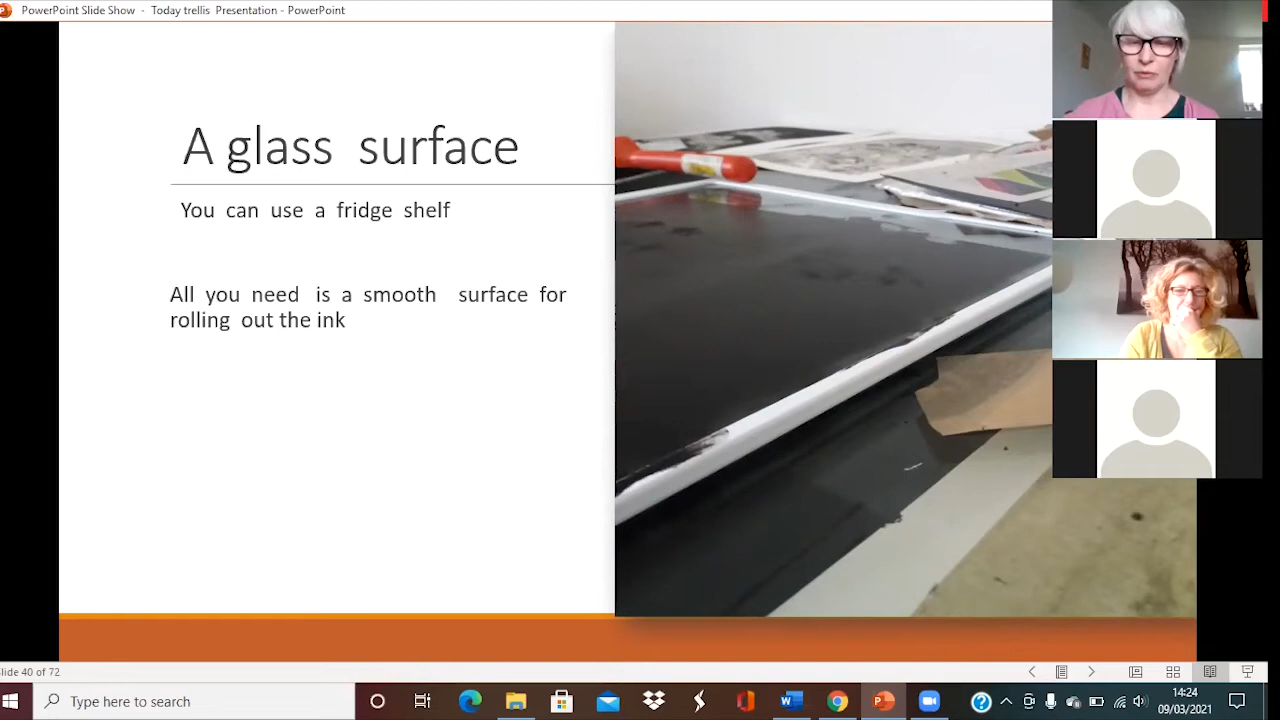 PowerPoint Slide Show - Today trellis Presentation - PowerPoint
A glass surface
You can use a fridge shelf
All you need is a smooth surface for
rolling out the ink
lide 40 of 72
Type here to search
14:24
09/03/2021